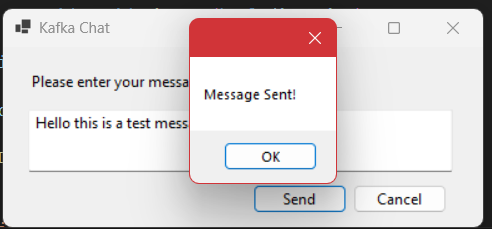 Kafka Chat
Please enter your messa
Message Sent!
Hello this is a test mess
OK
Send
Cancel